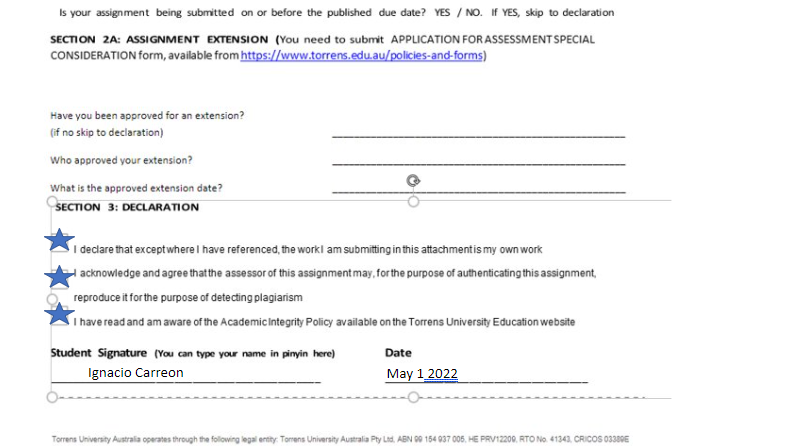 Is your assignment being submitted on or before the published due date? YES / NO. If YES, skip to declaration
SECTION 2A: ASSIGNMENT EXTENSION (You need to submit APPLICATION FOR ASSESSMENT SPECIAL
CONSIDERATION form, available from https://www.torrens.edu.au/policies-and-forms)
Have you been approved for an extension?
(if no skip to declaration)
Who approved your extension?
What is the approved extension date?
SECTION 3: DECLARATION
I declare that except where I have referenced, the work I am submitting in this attachment is my own work
I acknowledge and agree that the assessor of this assignment may, for the purpose of authenticating this assignment,
reproduce it for the purpose of detecting plagiarism
I have read and am aware of the Academic Integrity Policy available on the Torrens University Education website
Student Signature (You can type your name in pinyin here) Date
Ignacio Carreon May 1 2022
Torrens University Australia operates through the following legal entity: Torrens University Australia Pty Ltd, ABN 99 154 937 005, HE PRV12209, RTO No. 41343, CRICOS 03389E